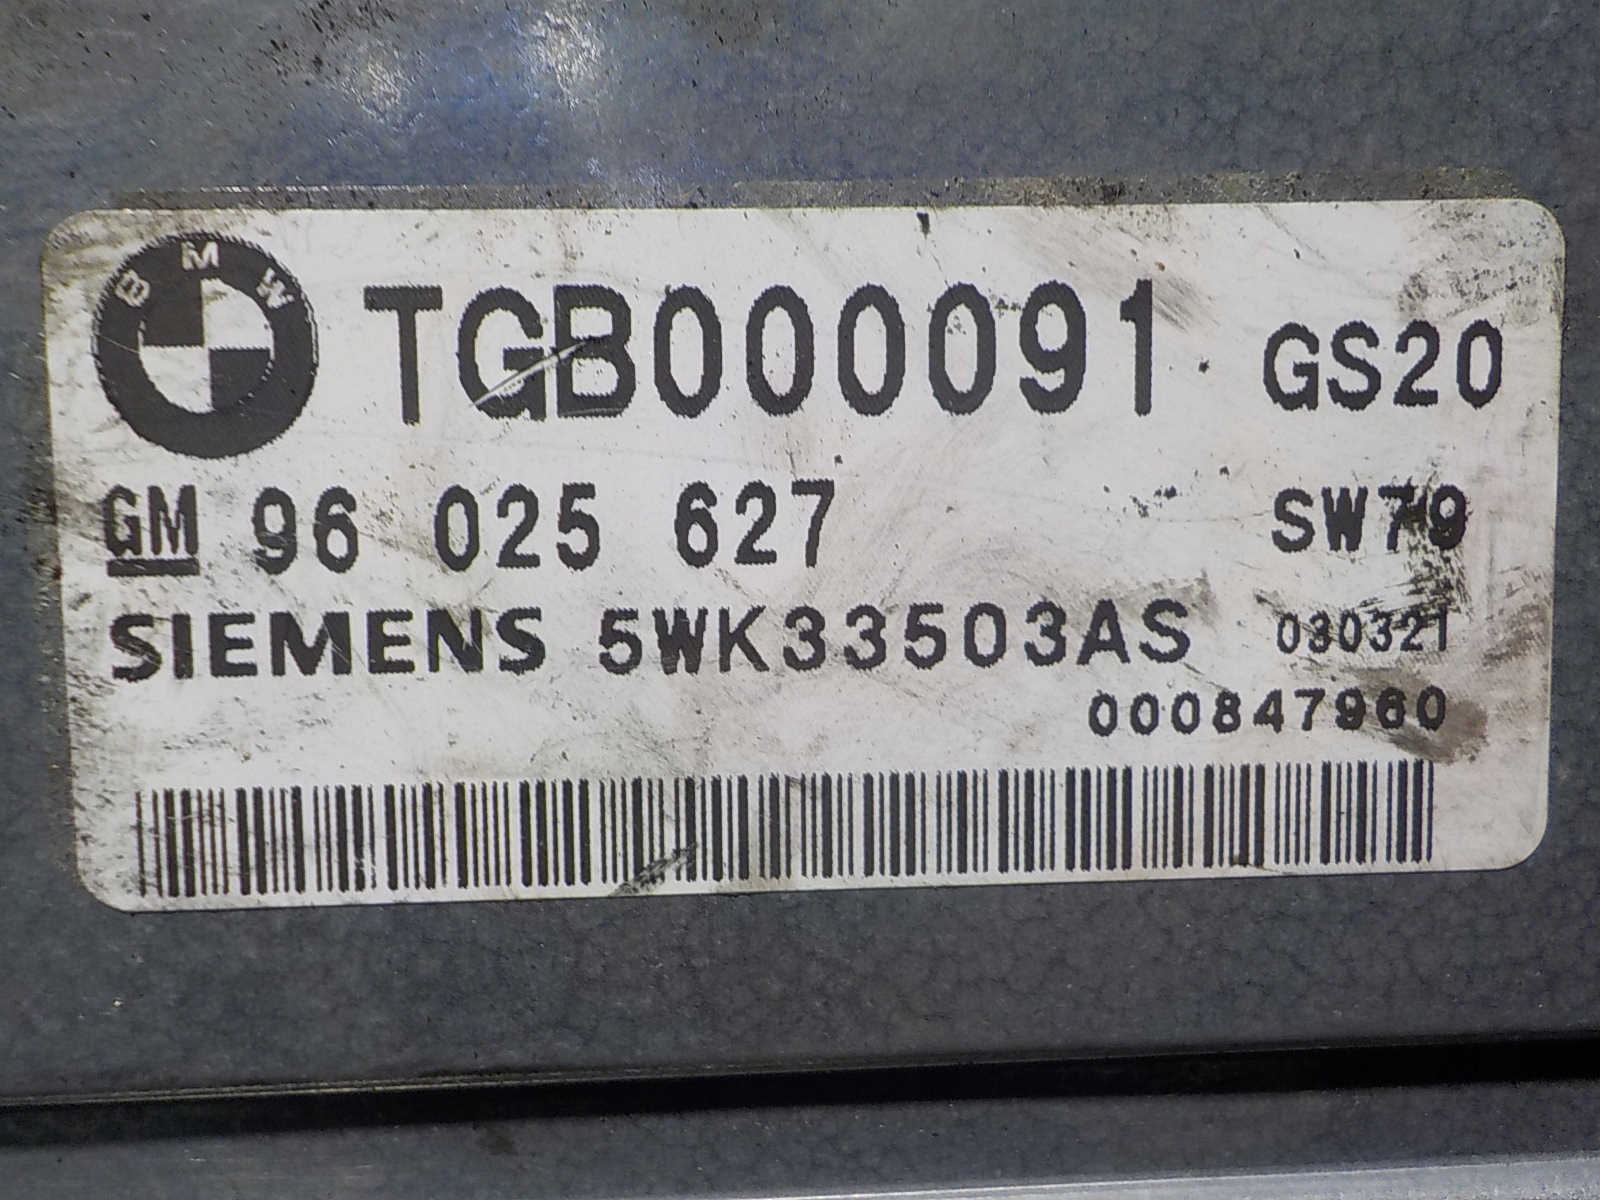 BMW TGB000091 GS20
GM 96 025 627 SW79
SIEMENS 5WK33503AS 030321
000847960